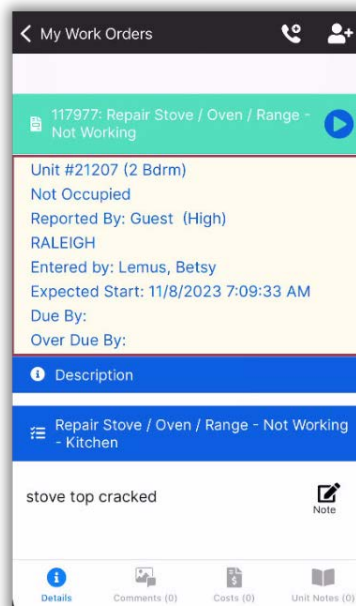 My Work Orders
117977: Repair Stove / Oven / Range -
Not Working
Unit #21207 (2 Bdrm)
Not Occupied
Reported By: Guest (High)
RALEIGH
Entered by: Lemus, Betsy
Expected Start: 11/8/2023 7:09:33 AM
Due By:
Over Due By:
Description
Repair Stove / Oven / Range - Not Working
- Kitchen
stove top cracked
Note
Details
Comments (0)
Costs (0)
Unit Notes (0)